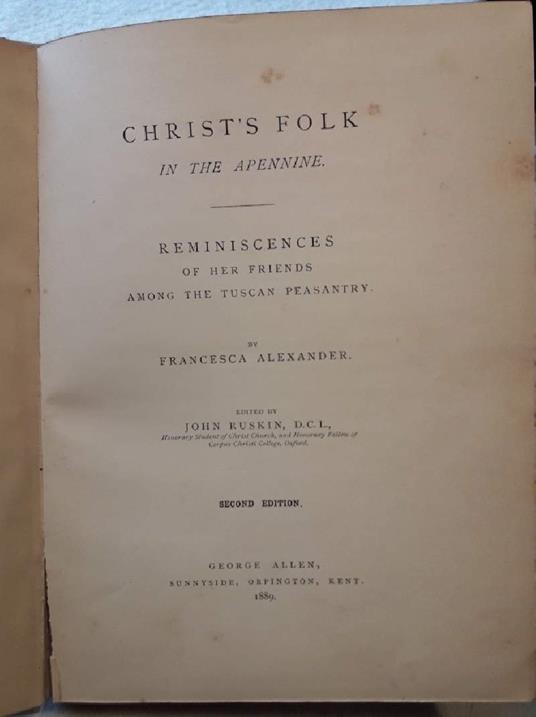 CHRIST'S FOLK
IN THE APENNINE.
REMINISCENCES
OF HER FRIENDS
AMONG THE TUSCAN PEASANTRY.
BY
FRANCESCA ALEXANDER.
EDITED BY
JOHN RUSKIN, D.C.L.,
Honorary Student of Christ Church, and Honorary Fellow of
Corpus Christi College, Oxford.
SECOND EDITION.
GEORGE ALLEN,
SUNNYSIDE, ORPINGTON, KENT.
1889.